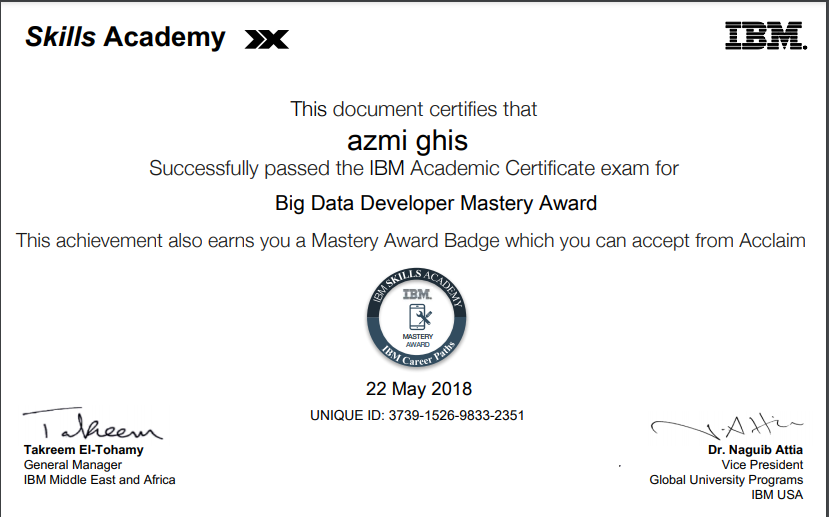 Skills Academy
IBM.
This document certifies that
azmi ghis
Successfully passed the IBM Academic Certificate exam for
Big Data Developer Mastery Award
This achievement also earns you a Mastery Award Badge which you can accept from Acclaim
IBM SKILLS ACADEMY
IBM.
MASTERY
AWARD
IBM Career Paths
22 May 2018
UNIQUE ID: 3739-1526-9833-2351
Takreem
Takreem El-Tohamy
General Manager
IBM Middle East and Africa
N. Attia
Dr. Naguib Attia
Vice President
Global University Programs
IBM USA